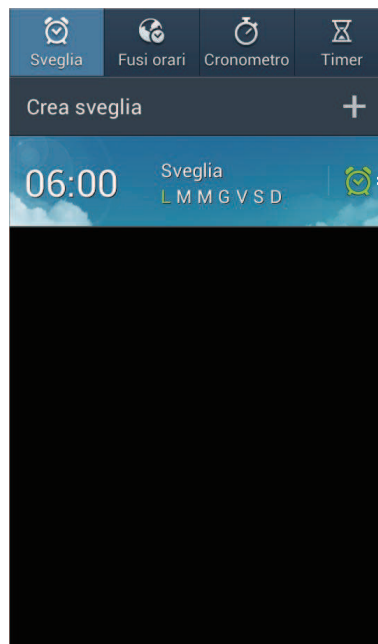 Sveglia Fusi orari Cronometro Timer
Crea sveglia
06:00
Sveglia
L M M G V S D